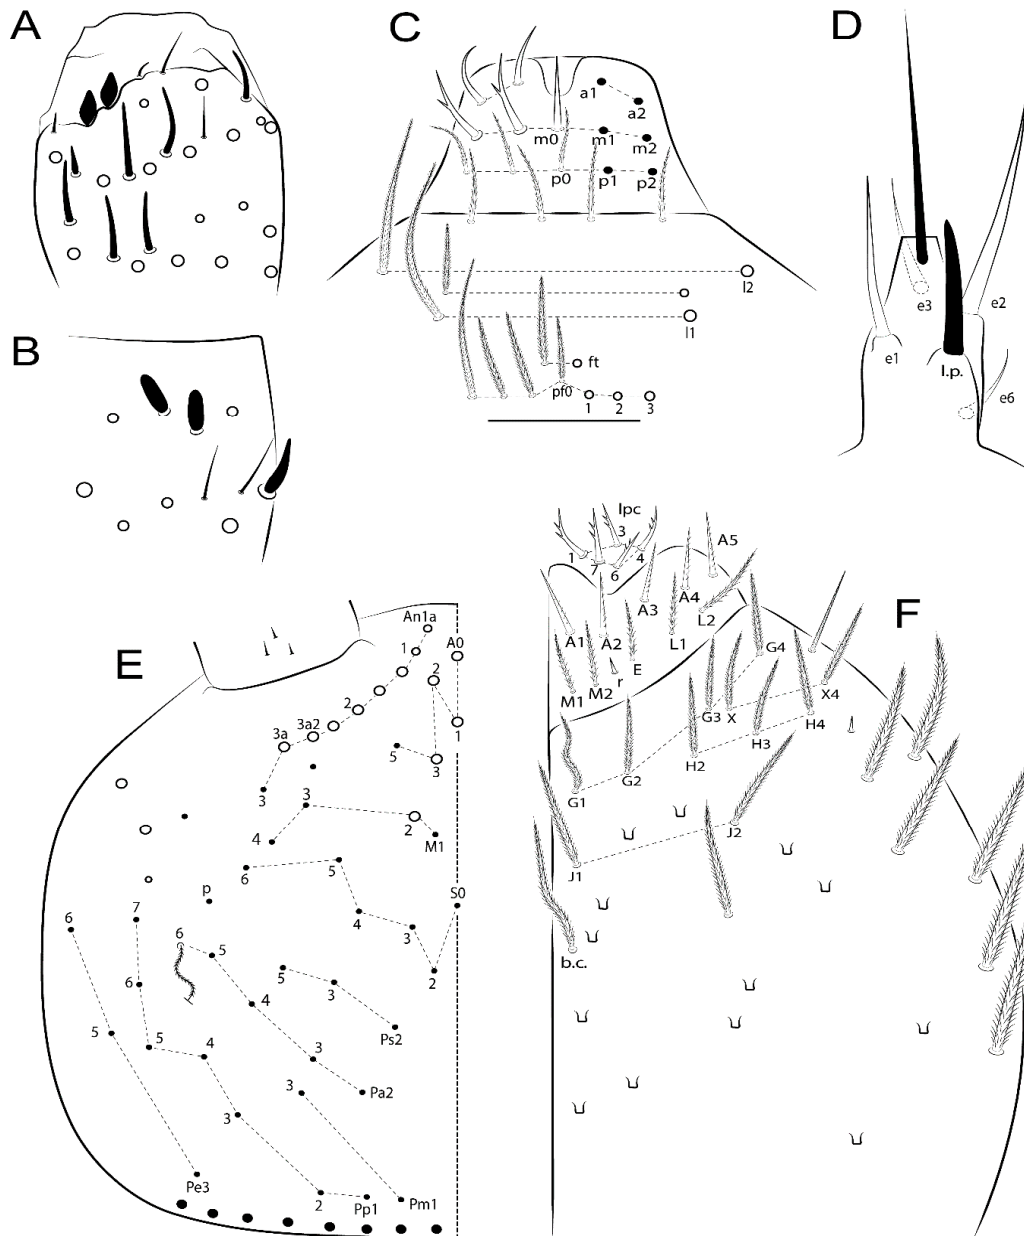 A
C
D
a1
a2
m0
m1
m2
p0
p1
p2
e3
e2
l2
l1
e1
l.p.
e6
B
ft
pf0
1
2
3
lpc
3
1
7
6
4
A5
A3
A4
L2
F
E
An1a
1
A0
2
2
3a2
3a
1
5
3
3
3
4
2
M1
6
5
p
S0
6
7
6
5
4
3
2
5
3
6
4
Ps2
5
5
4
3
3
Pa2
3
Pe3
2
Pp1
Pm1
A1
A2
E
L1
r
M1
M2
G4
G3
X
X4
H4
H3
H2
G1
G2
J2
J1
b.c.